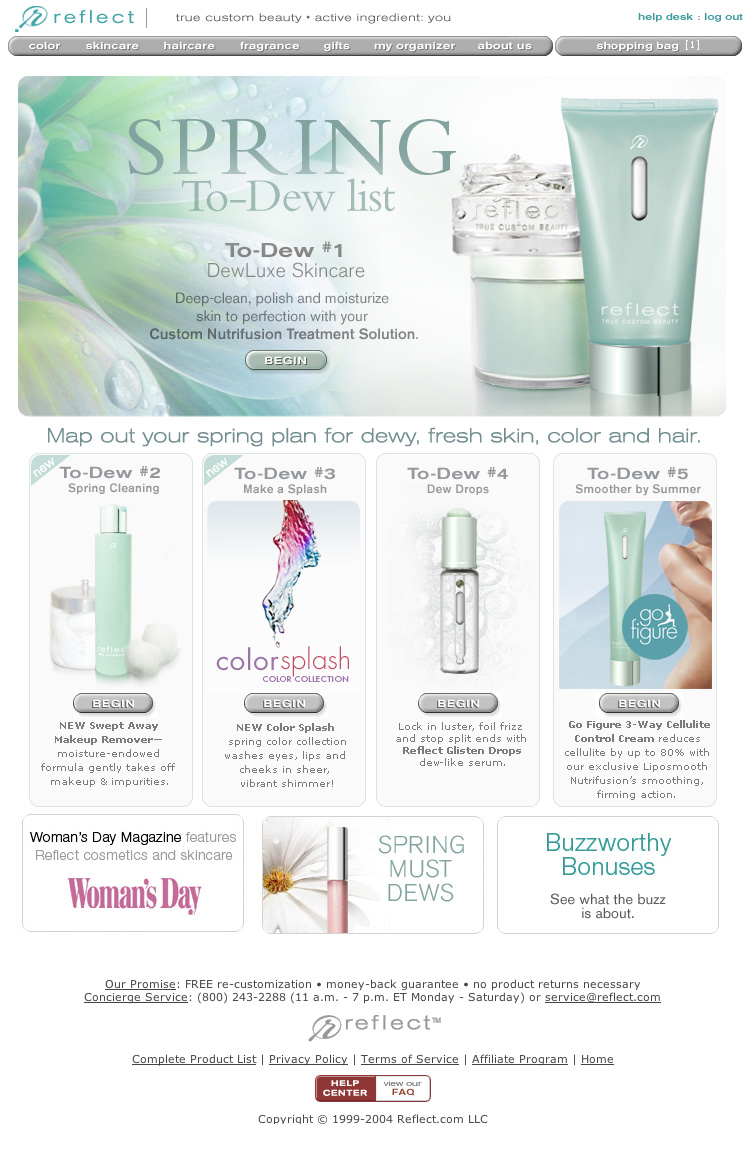 reflect
true custom beauty • active ingredient: you
help desk : log out
color skincare haircare fragrance gifts my organizer about us shopping bag [1]
SPRING
To-Dew list
To-Dew #1
DewLuxe Skincare
Deep-clean, polish and moisturize
skin to perfection with your
Custom Nutrifusion Treatment Solution.
BEGIN
reflect
TRUE CUSTOM BEAUTY
reflect
TRUE CUSTOM BEAUTY
Map out your spring plan for dewy, fresh skin, color and hair.
new
To-Dew #2
Spring Cleaning
reflect
BEGIN
NEW Swept Away
Makeup Remover—
moisture-endowed
formula gently takes off
makeup & impurities.
new
To-Dew #3
Make a Splash
colorsplash
COLOR COLLECTION
BEGIN
NEW Color Splash
spring color collection
washes eyes, lips and
cheeks in sheer,
vibrant shimmer!
To-Dew #4
Dew Drops
BEGIN
Lock in luster, foil frizz
and stop split ends with
Reflect Glisten Drops
dew-like serum.
To-Dew #5
Smoother by Summer
go
figure
BEGIN
Go Figure 3-Way Cellulite
Control Cream reduces
cellulite by up to 80% with
our exclusive Liposmooth
Nutrifusion's smoothing,
firming action.
Woman's Day Magazine features
Reflect cosmetics and skincare
Woman's Day
SPRING
MUST
DEWS
Buzzworthy
Bonuses
See what the buzz
is about.
Our Promise: FREE re-customization • money-back guarantee • no product returns necessary
Concierge Service: (800) 243-2288 (11 a.m. - 7 p.m. ET Monday - Saturday) or service@reflect.com
reflect™
Complete Product List | Privacy Policy | Terms of Service | Affiliate Program | Home
HELP
CENTER
view our
FAQ
Copyright © 1999-2004 Reflect.com LLC